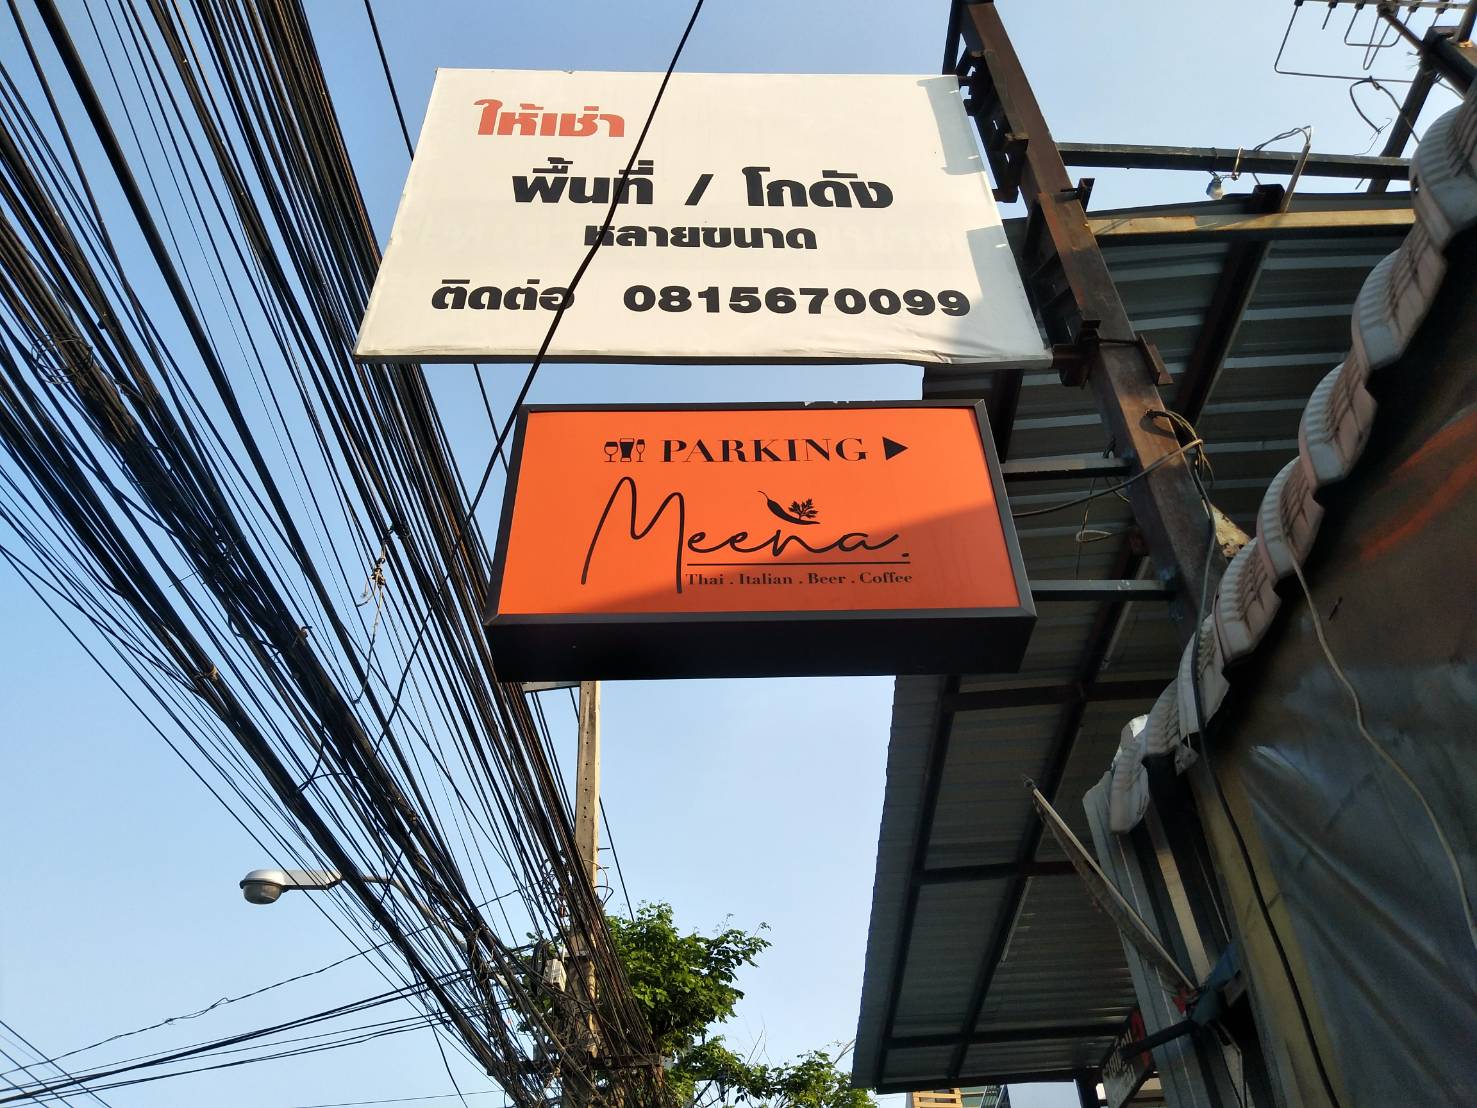 ให้เช่า
พื้นที่ / โกดัง
หลายขนาด
ติดต่อ 0815670099
PARKING ▶
Meena.
Thai . Italian . Beer . Coffee